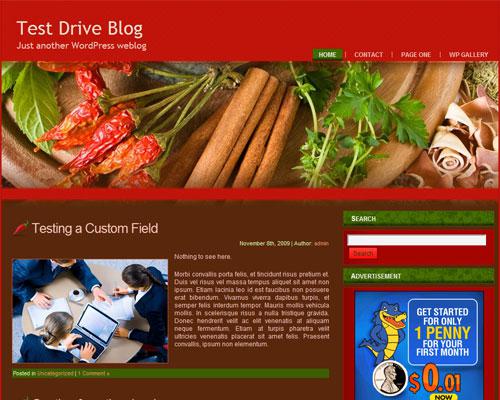 Test Drive Blog
Just another WordPress weblog
HOME | CONTACT | PAGE ONE | WP GALLERY
Testing a Custom Field
November 8th, 2009 | Author: admin
Nothing to see here.
Morbi convallis porta felis, et tincidunt risus pretium et.
Duis vel risus vel massa tempus aliquet sit amet non
ipsum. Etiam lacinia leo id est faucibus non posuere
erat bibendum. Vivamus viverra dapibus turpis, et
semper felis interdum tempor. Mauris mollis vehicula
mollis. In scelerisque risus a nulla tristique gravida.
Donec hendrerit velit ac elit venenatis at aliquam
neque fermentum. Etiam at turpis pharetra velit
ultricies venenatis placerat sit amet felis. Praesent
convallis, ipsum non elementum.
Posted in Uncategorized | 1 Comment »
SEARCH
Search
ADVERTISEMENT
GET STARTED
FOR ONLY
1 PENNY
FOR YOUR
FIRST MONTH
$0.01
NOW